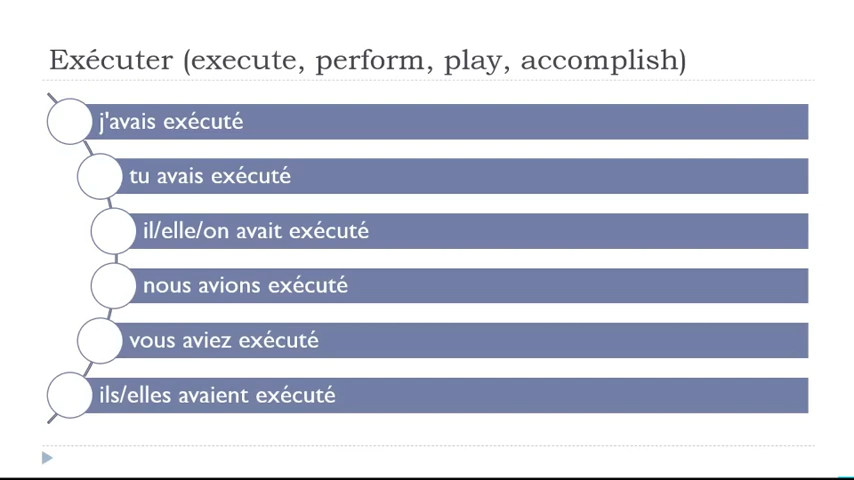 Exécuter (execute, perform, play, accomplish)
j'avais exécuté
tu avais exécuté
il/elle/on avait exécuté
nous avions exécuté
vous aviez exécuté
ils/elles avaient exécuté